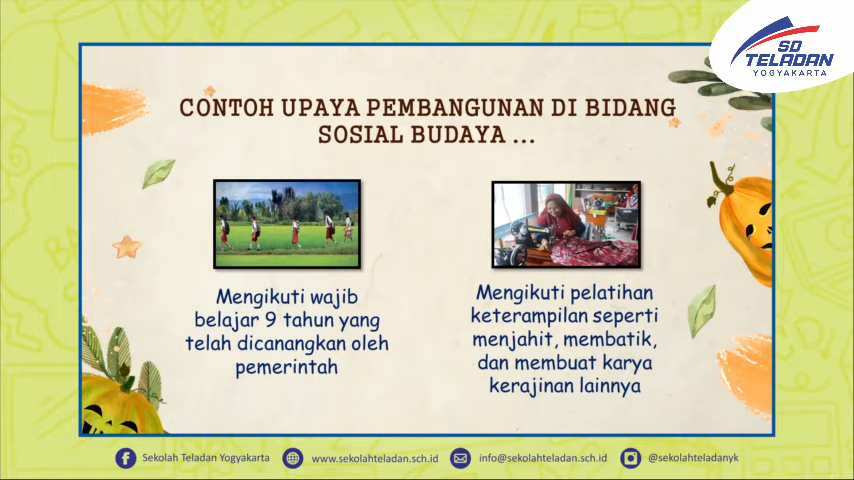 SD
TELADAN
YOGYAKARTA
CONTOH UPAYA PEMBANGUNAN DI BIDANG
SOSIAL BUDAYA ...
Mengikuti wajib
belajar 9 tahun yang
telah dicanangkan oleh
pemerintah
Mengikuti pelatihan
keterampilan seperti
menjahit, membatik,
dan membuat karya
kerajinan lainnya
Sekolah Teladan Yogyakarta
www.sekolahteladan.sch.id
info@sekolahteladan.sch.id
@sekolahteladanyk